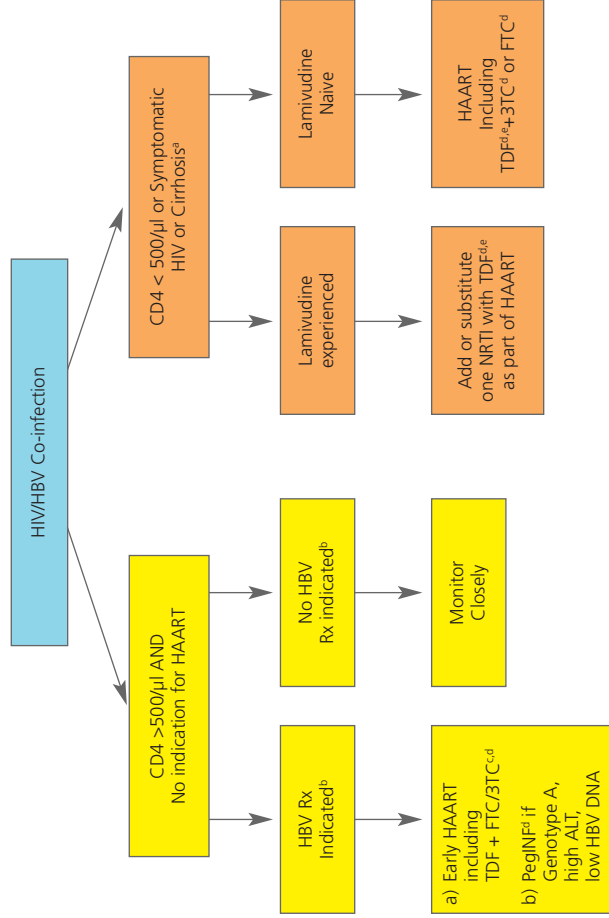 HIV/HBV Co-infection
CD4 >500/µl AND
No indication for HAART
CD4 < 500/µl or Symptomatic
HIV or Cirrhosisᵃ
HBV Rx
Indicatedᵇ
No HBV
Rx indicatedᵇ
Lamivudine
experienced
Lamivudine
Naive
a) Early HAART
including
TDF + FTC/3TCᶜ,ᵈ
b) PegINFᵈ if
Genotype A,
high ALT,
low HBV DNA
Monitor
Closely
Add or substitute
one NRTI with TDFᵈ,ᵉ
as part of HAART
HAART
Including
TDFᵈ,ᵉ+3TCᵈ or FTCᵈ